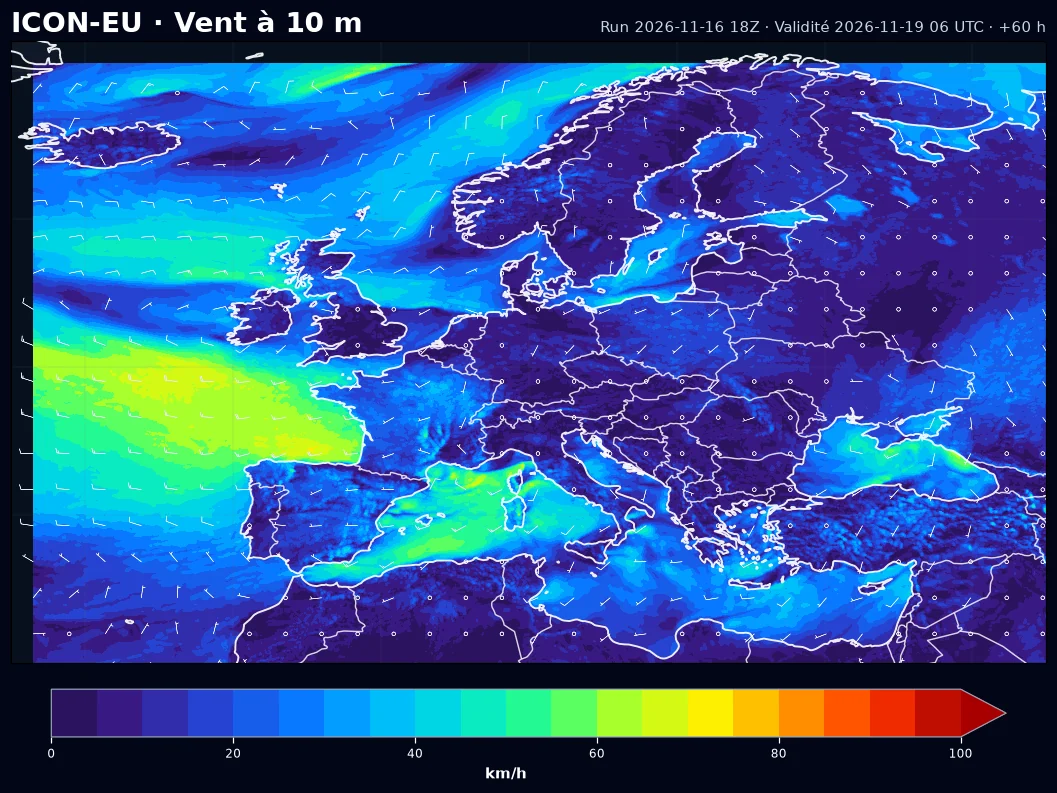 ICON-EU · Vent à 10 m
Run 2026-11-16 18Z · Validité 2026-11-19 06 UTC · +60 h
0 20 40 60 80 100
km/h